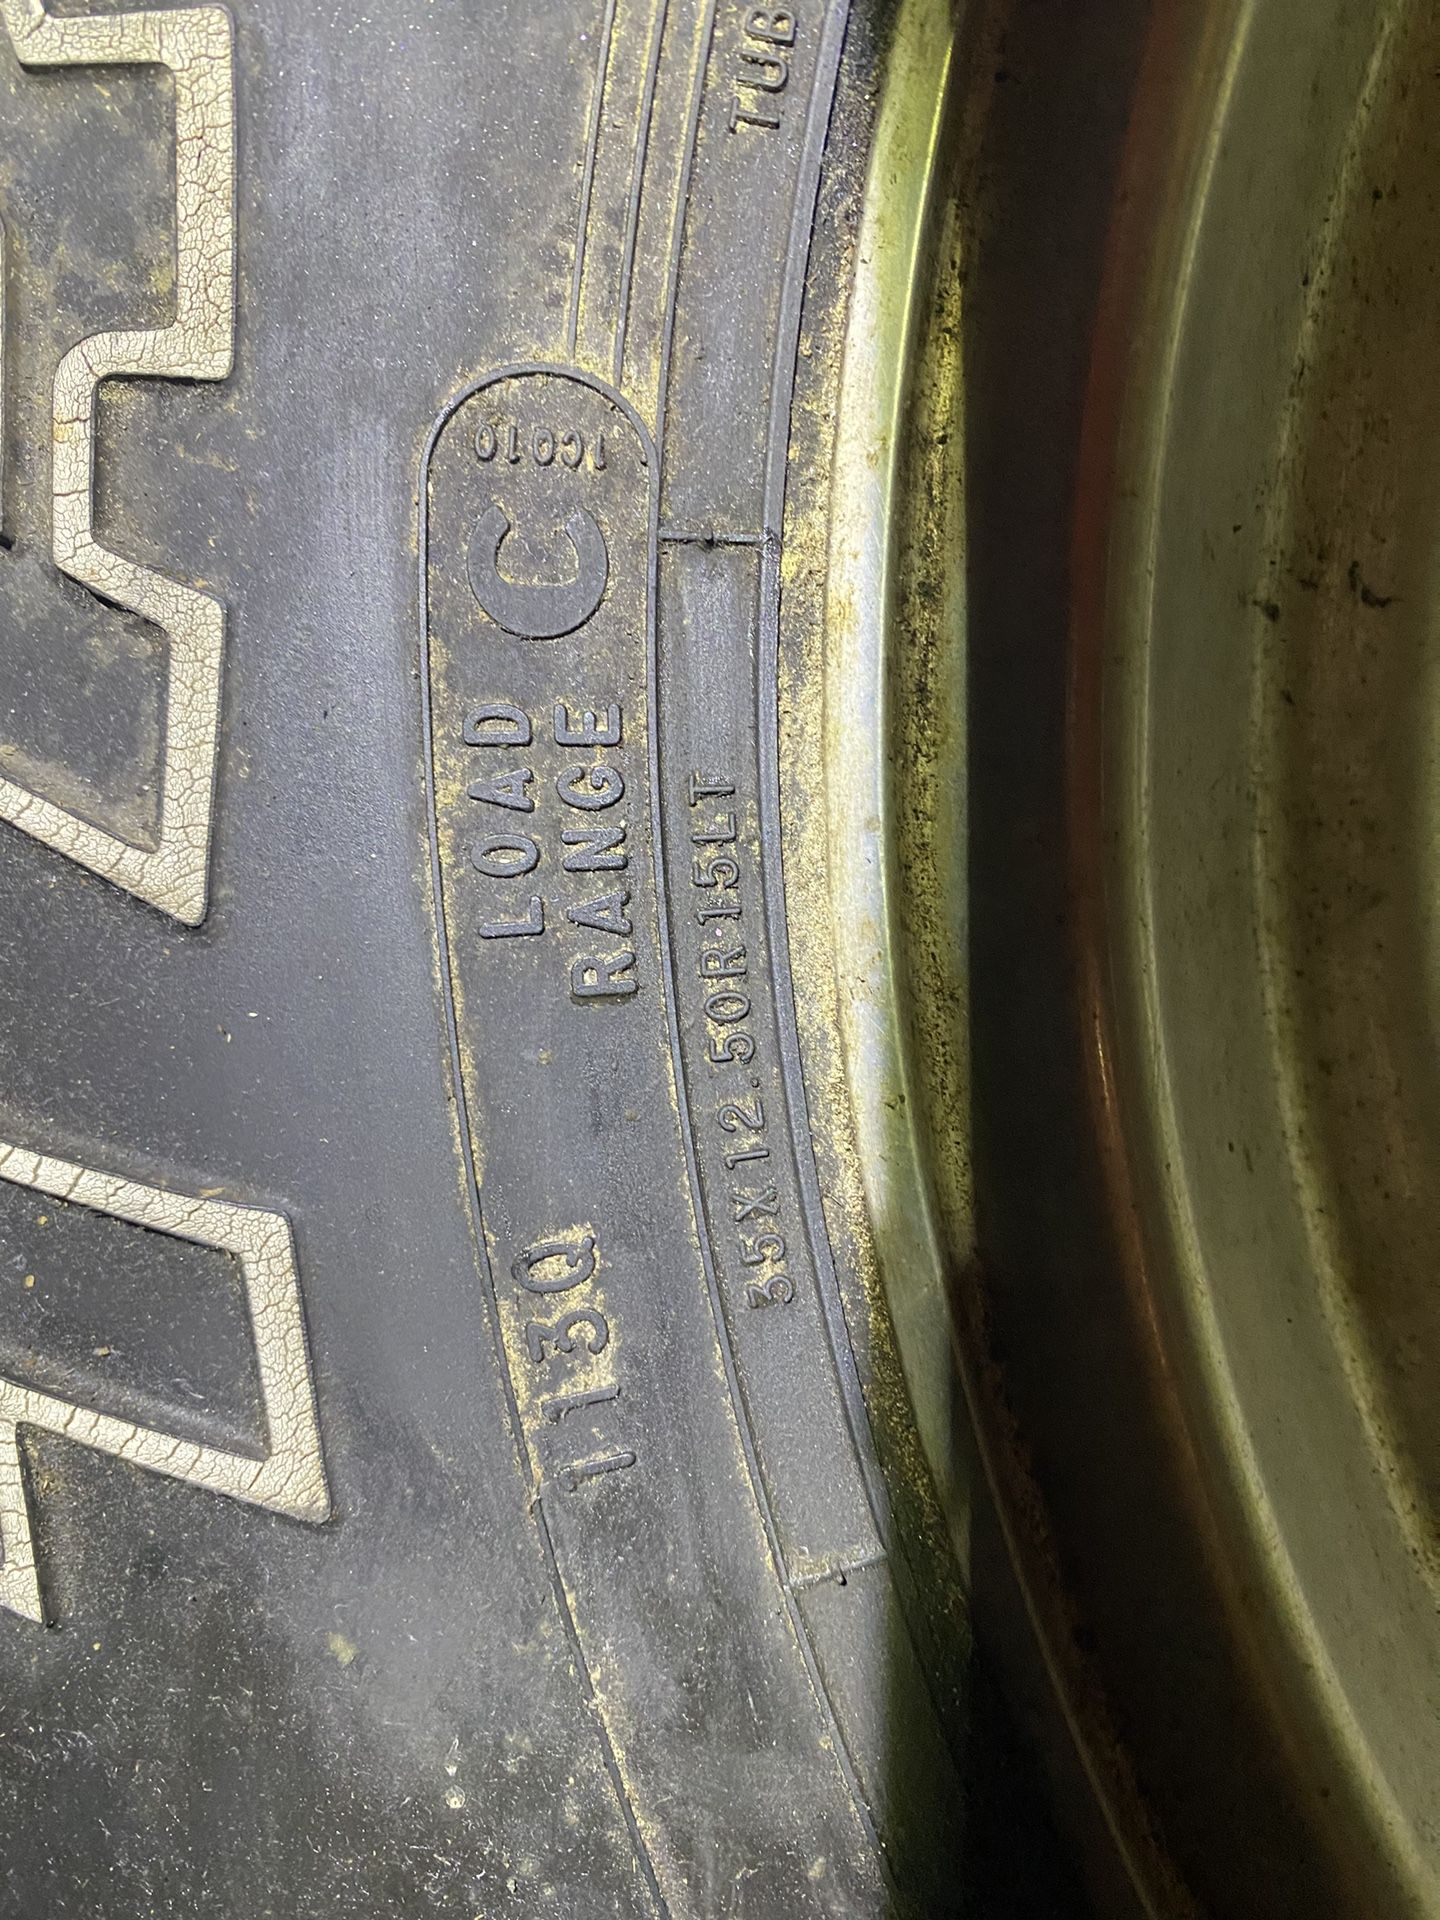 TUB
1C010
C
LOAD
RANGE
113Q
35X12.50R15LT